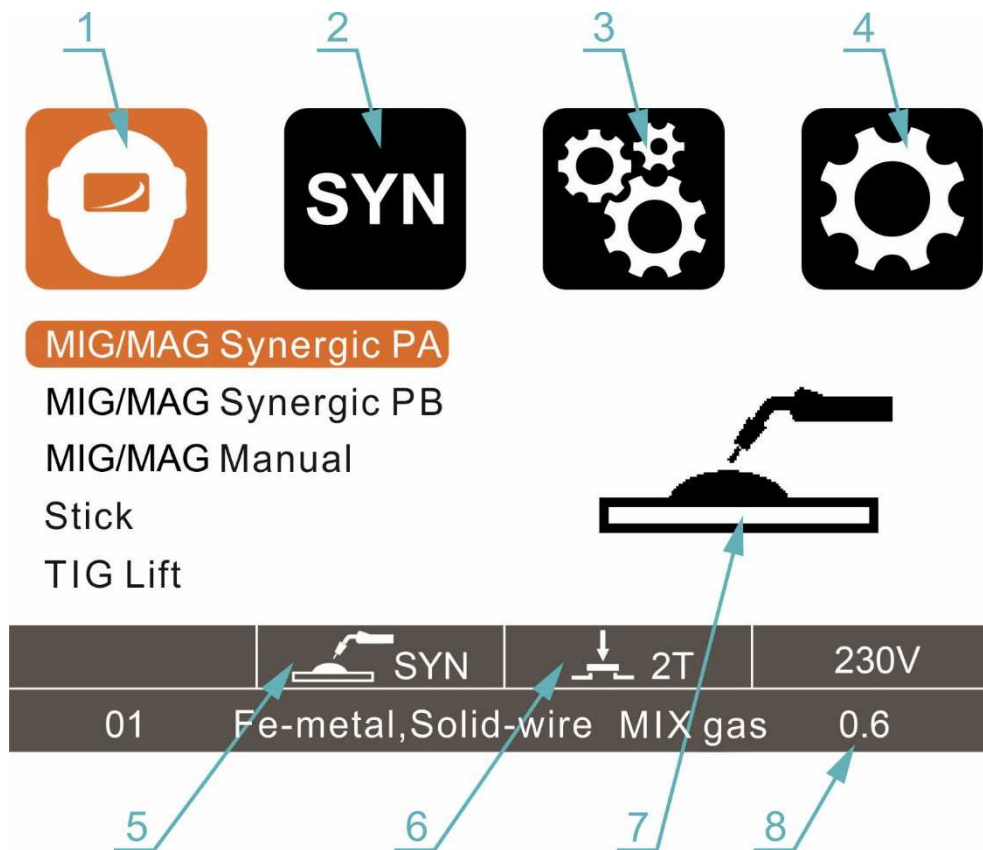 1 2 3 4
SYN
MIG/MAG Synergic PA
MIG/MAG Synergic PB
MIG/MAG Manual
Stick
TIG Lift
SYN 2T 230V
01 Fe-metal,Solid-wire MIX gas 0.6
5 6 7 8